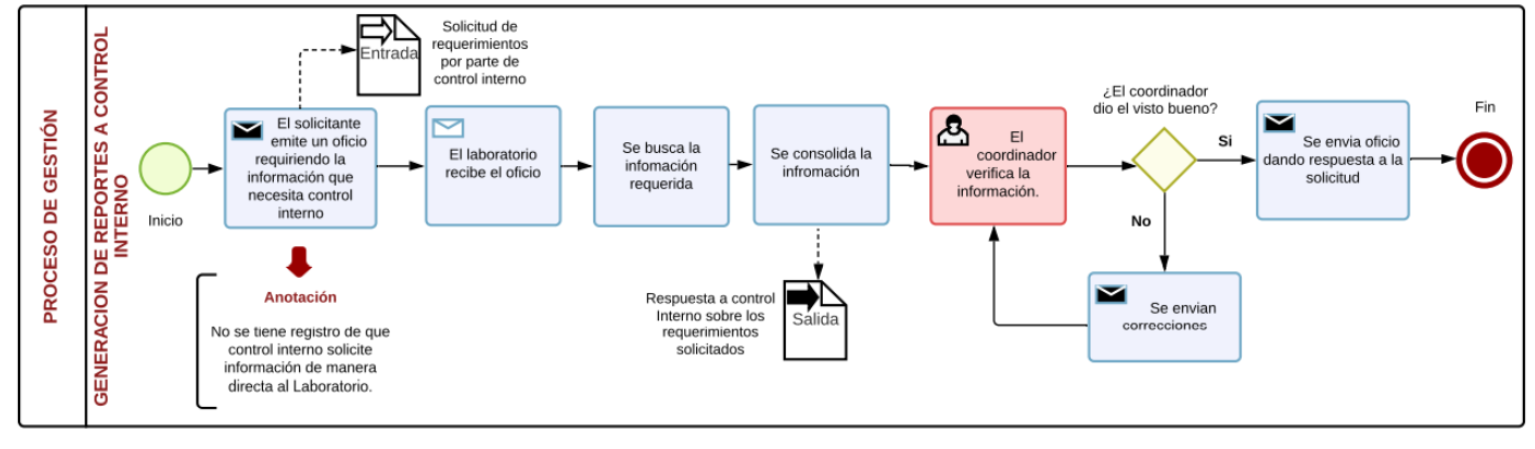 PROCESO DE GESTIÓN
GENERACION DE REPORTES A CONTROL
INTERNO
Inicio
El solicitante
emite un oficio
requiriendo la
información que
necesita control
interno
Entrada
Solicitud de
requerimientos
por parte de
control interno
Anotación
No se tiene registro de que
control interno solicite
información de manera
directa al Laboratorio.
El laboratorio
recibe el oficio
Se busca la
infomación
requerida
Se consolida la
infromación
Respuesta a control
Interno sobre los
requerimientos
solicitados
Salida
El
coordinador
verifica la
información.
¿El coordinador
dio el visto bueno?
Si
No
Se envian
correcciones
Se envia oficio
dando respuesta a la
solicitud
Fin